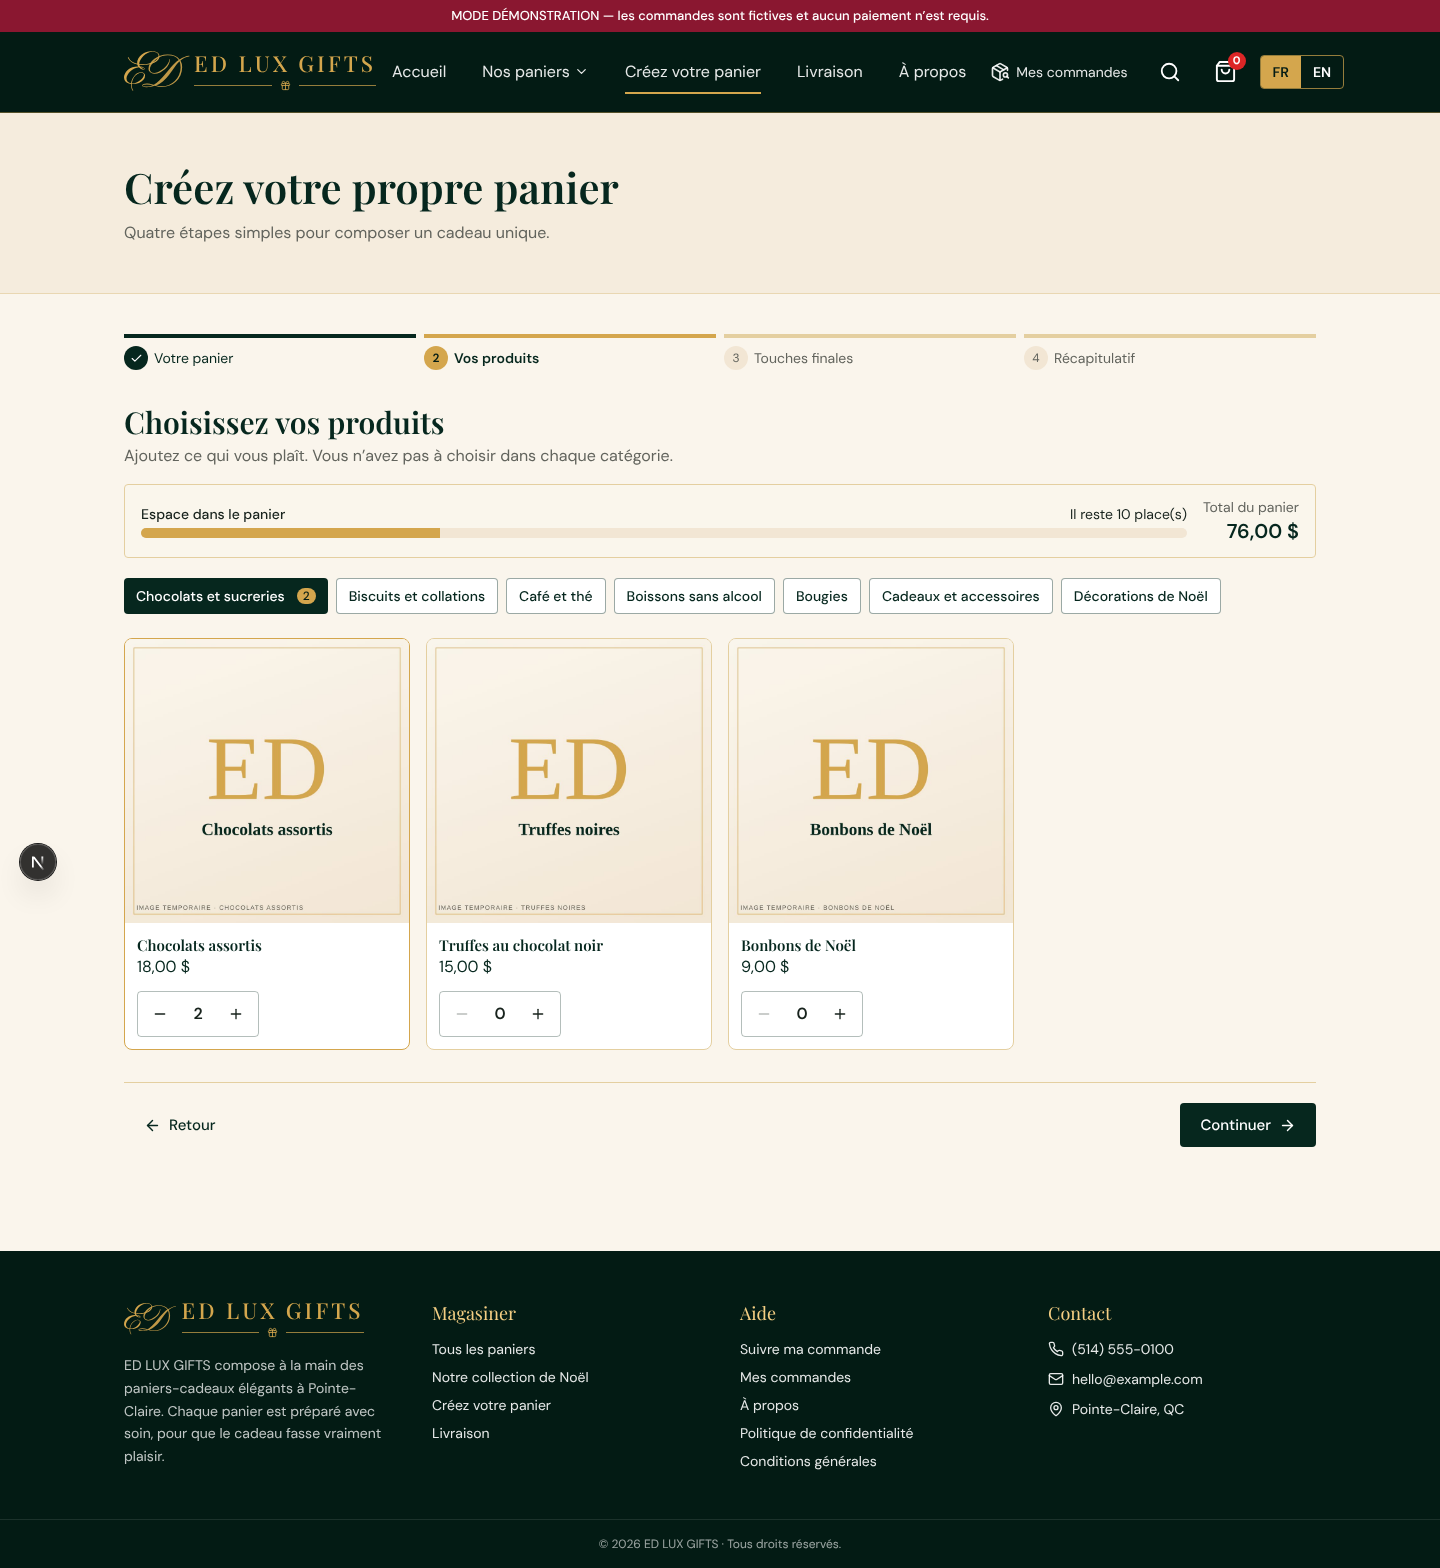 MODE DÉMONSTRATION — les commandes sont fictives et aucun paiement n’est requis.
ED LUX GIFTS
Accueil
Nos paniers
Créez votre panier
Livraison
À propos
Mes commandes
0
FR
EN
Créez votre propre panier
Quatre étapes simples pour composer un cadeau unique.
Votre panier
2 Vos produits
3 Touches finales
4 Récapitulatif
Choisissez vos produits
Ajoutez ce qui vous plaît. Vous n’avez pas à choisir dans chaque catégorie.
Espace dans le panier
Il reste 10 place(s)
Total du panier
76,00 $
Chocolats et sucreries 2
Biscuits et collations
Café et thé
Boissons sans alcool
Bougies
Cadeaux et accessoires
Décorations de Noël
ED
Chocolats assortis
IMAGE TEMPORAIRE · CHOCOLATS ASSORTIS
Chocolats assortis
18,00 $
− 2 +
ED
Truffes noires
IMAGE TEMPORAIRE · TRUFFES NOIRES
Truffes au chocolat noir
15,00 $
− 0 +
ED
Bonbons de Noël
IMAGE TEMPORAIRE · BONBONS DE NOËL
Bonbons de Noël
9,00 $
− 0 +
Retour
Continuer
N
ED LUX GIFTS
ED LUX GIFTS compose à la main des
paniers-cadeaux élégants à Pointe-
Claire. Chaque panier est préparé avec
soin, pour que le cadeau fasse vraiment
plaisir.
Magasiner
Tous les paniers
Notre collection de Noël
Créez votre panier
Livraison
Aide
Suivre ma commande
Mes commandes
À propos
Politique de confidentialité
Conditions générales
Contact
(514) 555-0100
hello@example.com
Pointe-Claire, QC
© 2026 ED LUX GIFTS · Tous droits réservés.